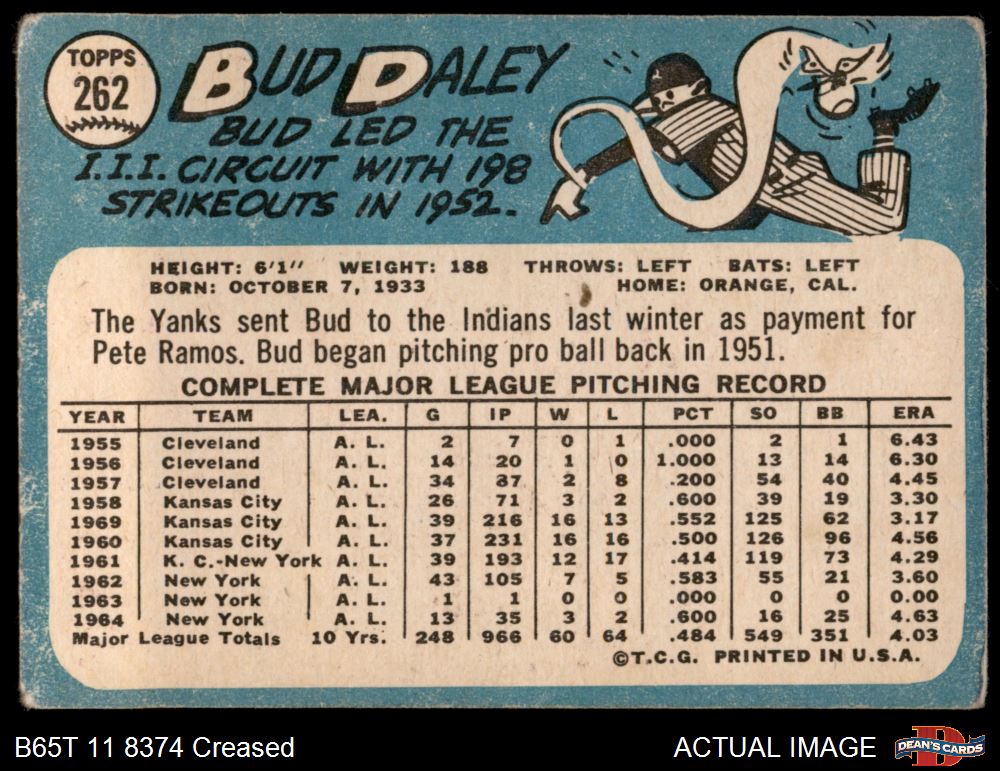 TOPPS
262
BUD DALEY
BUD LED THE
I.I.I. CIRCUIT WITH 198
STRIKEOUTS IN 1952.
HEIGHT: 6'1" WEIGHT: 188 THROWS: LEFT BATS: LEFT
BORN: OCTOBER 7, 1933 HOME: ORANGE, CAL.
The Yanks sent Bud to the Indians last winter as payment for
Pete Ramos. Bud began pitching pro ball back in 1951.
COMPLETE MAJOR LEAGUE PITCHING RECORD
YEAR TEAM LEA. G IP W L PCT SO BB ERA
1955 Cleveland A. L. 2 7 0 1 .000 2 1 6.43
1956 Cleveland A. L. 14 20 1 0 1.000 13 14 6.30
1957 Cleveland A. L. 34 87 2 8 .200 54 40 4.45
1958 Kansas City A. L. 26 71 3 2 .600 39 19 3.30
1969 Kansas City A. L. 39 216 16 13 .552 125 62 3.17
1960 Kansas City A. L. 37 231 16 16 .500 126 96 4.56
1961 K. C.-New York A. L. 39 193 12 17 .414 119 73 4.29
1962 New York A. L. 43 105 7 5 .583 55 21 3.60
1963 New York A. L. 1 1 0 0 .000 0 0 0.00
1964 New York A. L. 13 35 3 2 .600 16 25 4.63
Major League Totals 10 Yrs. 248 966 60 64 .484 549 351 4.03
©T.C.G. PRINTED IN U.S.A.
B65T 11 8374 Creased
ACTUAL IMAGE
D
DEAN'S CARDS